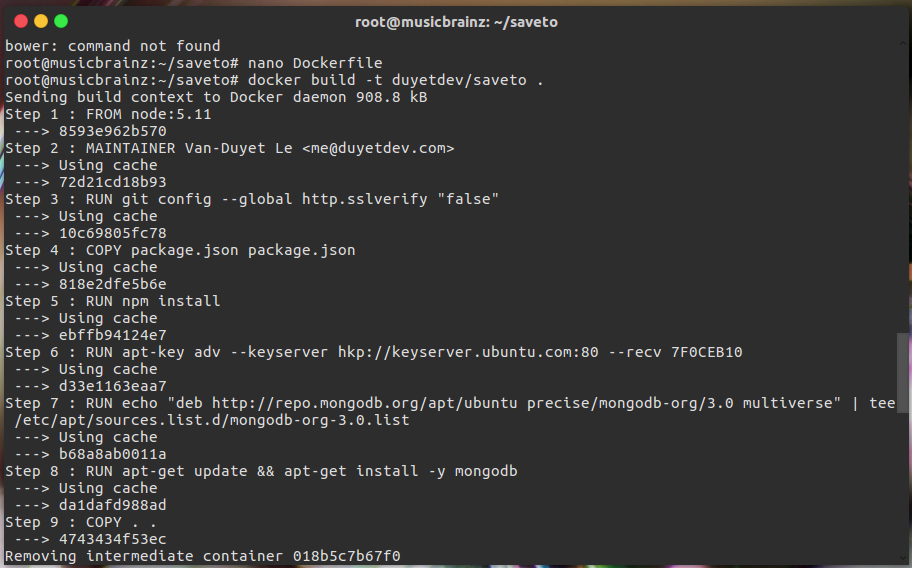 root@musicbrainz: ~/saveto
bower: command not found
root@musicbrainz:~/saveto# nano Dockerfile
root@musicbrainz:~/saveto# docker build -t duyetdev/saveto .
Sending build context to Docker daemon 908.8 kB
Step 1 : FROM node:5.11
 ---> 8593e962b570
Step 2 : MAINTAINER Van-Duyet Le <me@duyetdev.com>
 ---> Using cache
 ---> 72d21cd18b93
Step 3 : RUN git config --global http.sslverify "false"
 ---> Using cache
 ---> 10c69805fc78
Step 4 : COPY package.json package.json
 ---> Using cache
 ---> 818e2dfe5b6e
Step 5 : RUN npm install
 ---> Using cache
 ---> ebffb94124e7
Step 6 : RUN apt-key adv --keyserver hkp://keyserver.ubuntu.com:80 --recv 7F0CEB10
 ---> Using cache
 ---> d33e1163eaa7
Step 7 : RUN echo "deb http://repo.mongodb.org/apt/ubuntu precise/mongodb-org/3.0 multiverse" | tee
 /etc/apt/sources.list.d/mongodb-org-3.0.list
 ---> Using cache
 ---> b68a8ab0011a
Step 8 : RUN apt-get update && apt-get install -y mongodb
 ---> Using cache
 ---> da1dafd988ad
Step 9 : COPY . .
 ---> 4743434f53ec
Removing intermediate container 018b5c7b67f0